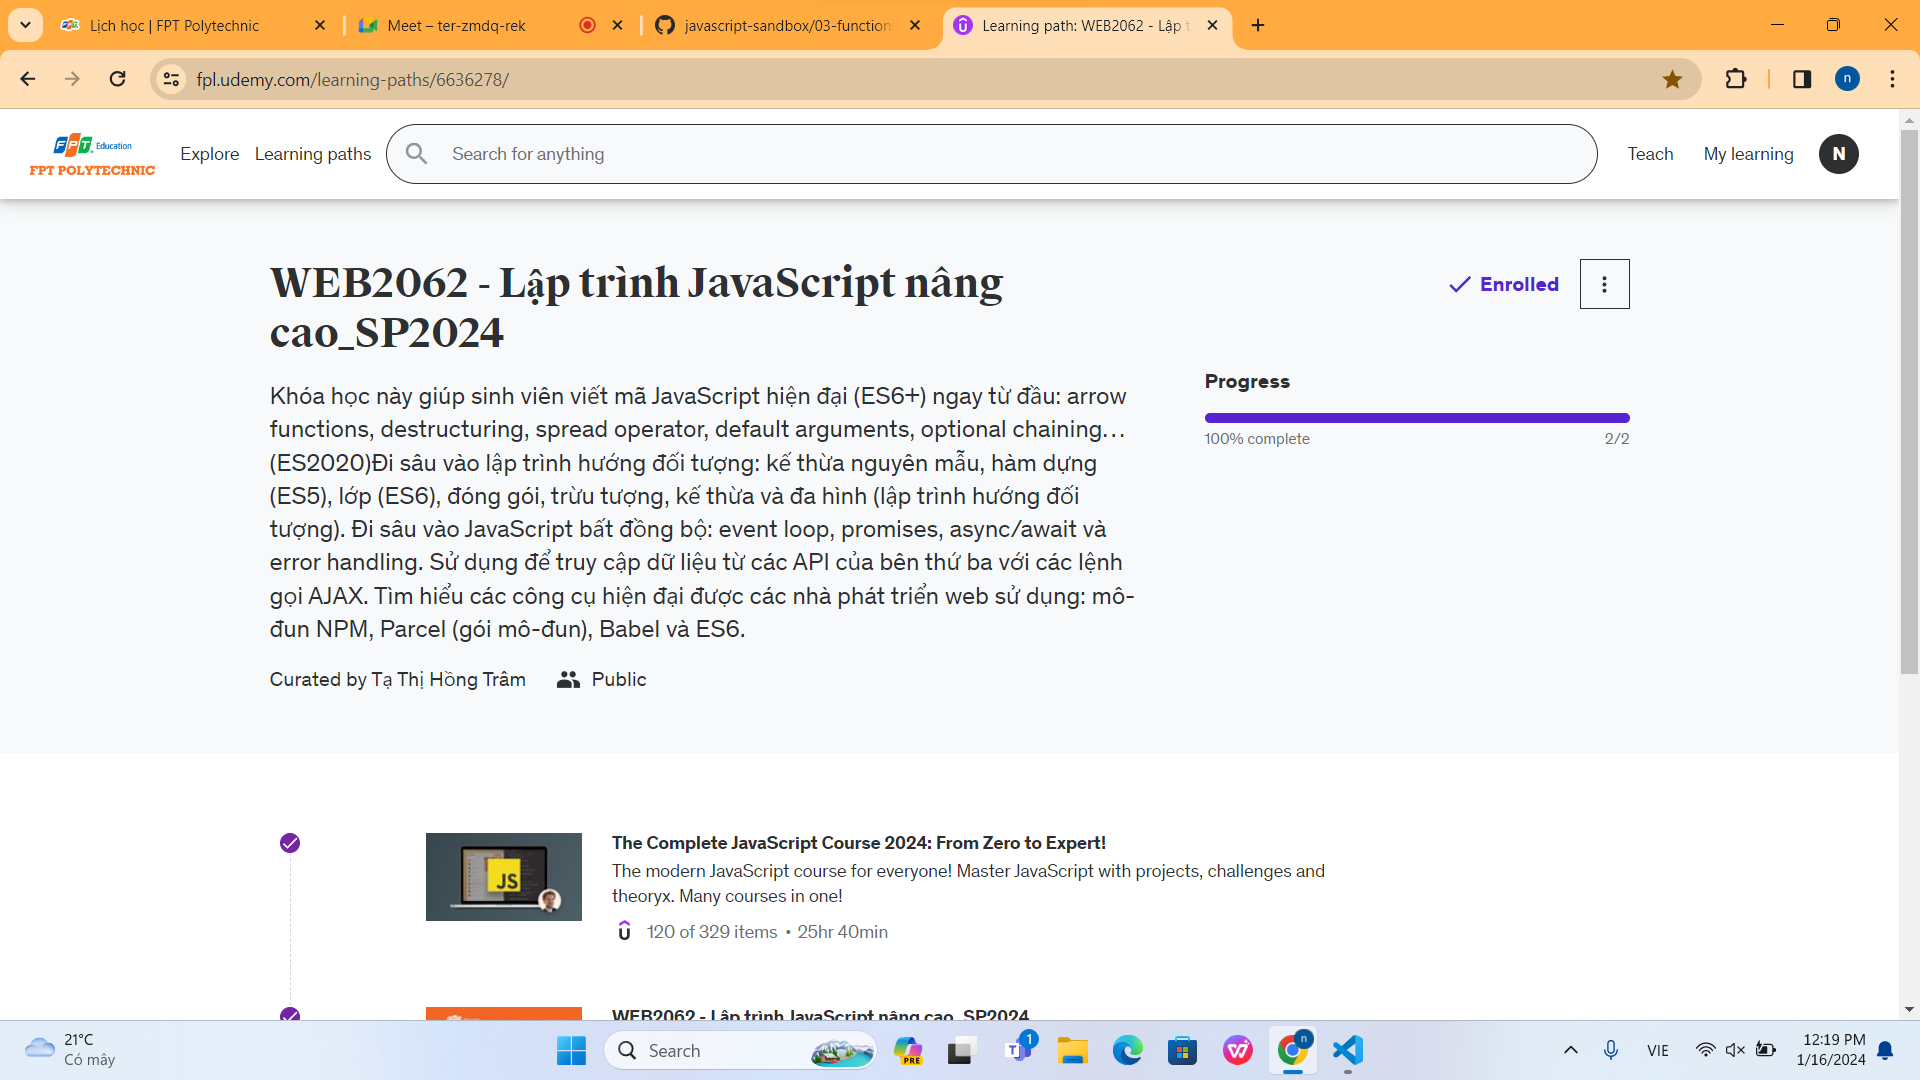 Lịch học | FPT Polytechnic
Meet – ter-zmdq-rek
javascript-sandbox/03-function
Learning path: WEB2062 - Lập t
fpl.udemy.com/learning-paths/6636278/
n
FPT Education
FPT POLYTECHNIC
Explore
Learning paths
Search for anything
Teach
My learning
N
WEB2062 - Lập trình JavaScript nâng
cao_SP2024
Enrolled
Khóa học này giúp sinh viên viết mã JavaScript hiện đại (ES6+) ngay từ đầu: arrow
functions, destructuring, spread operator, default arguments, optional chaining…
(ES2020)Đi sâu vào lập trình hướng đối tượng: kế thừa nguyên mẫu, hàm dựng
(ES5), lớp (ES6), đóng gói, trừu tượng, kế thừa và đa hình (lập trình hướng đối
tượng). Đi sâu vào JavaScript bất đồng bộ: event loop, promises, async/await và
error handling. Sử dụng để truy cập dữ liệu từ các API của bên thứ ba với các lệnh
gọi AJAX. Tìm hiểu các công cụ hiện đại được các nhà phát triển web sử dụng: mô-
đun NPM, Parcel (gói mô-đun), Babel và ES6.
Progress
100% complete
2/2
Curated by Tạ Thị Hồng Trâm
Public
JS
The Complete JavaScript Course 2024: From Zero to Expert!
The modern JavaScript course for everyone! Master JavaScript with projects, challenges and
theoryx. Many courses in one!
120 of 329 items • 25hr 40min
WEB2062 - Lập trình JavaScript nâng cao_SP2024
21°C
Có mây
Search
PRE
1
n
VIE
12:19 PM
1/16/2024